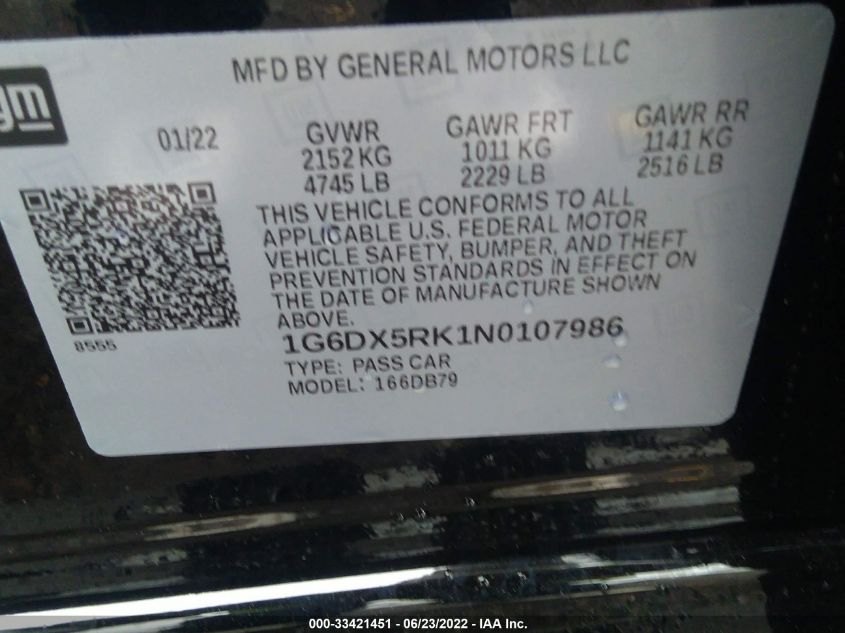 MFD BY GENERAL MOTORS LLC
gm
01/22 GVWR GAWR FRT GAWR RR
2152 KG 1011 KG 1141 KG
4745 LB 2229 LB 2516 LB
THIS VEHICLE CONFORMS TO ALL
APPLICABLE U.S. FEDERAL MOTOR
VEHICLE SAFETY, BUMPER, AND THEFT
PREVENTION STANDARDS IN EFFECT ON
THE DATE OF MANUFACTURE SHOWN
ABOVE.
8555
1G6DX5RK1N0107986
TYPE: PASS CAR
MODEL: 166DB79
000-33421451 - 06/23/2022 - IAA Inc.